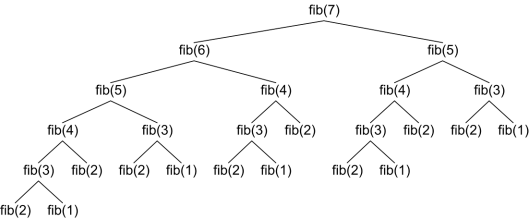 fib(7)
fib(6) fib(5)
fib(5) fib(4) fib(4) fib(3)
fib(4) fib(3) fib(3) fib(2) fib(3) fib(2) fib(2) fib(1)
fib(3) fib(2) fib(2) fib(1) fib(2) fib(1) fib(2) fib(1)
fib(2) fib(1)